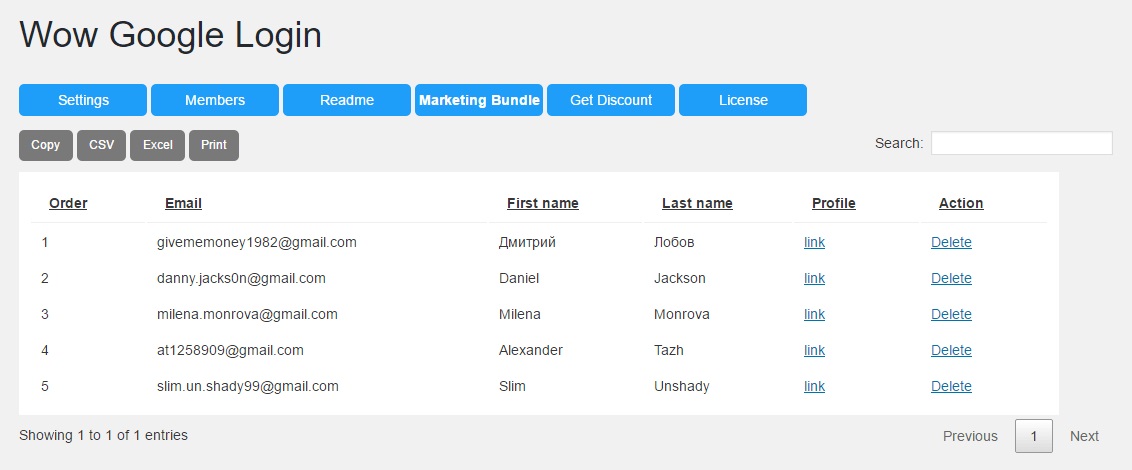 Wow Google Login
Settings Members Readme Marketing Bundle Get Discount License
Copy CSV Excel Print Search:
Order Email First name Last name Profile Action
1 givememoney1982@gmail.com Дмитрий Лобов link Delete
2 danny.jacks0n@gmail.com Daniel Jackson link Delete
3 milena.monrova@gmail.com Milena Monrova link Delete
4 at1258909@gmail.com Alexander Tazh link Delete
5 slim.un.shady99@gmail.com Slim Unshady link Delete
Showing 1 to 1 of 1 entries Previous 1 Next